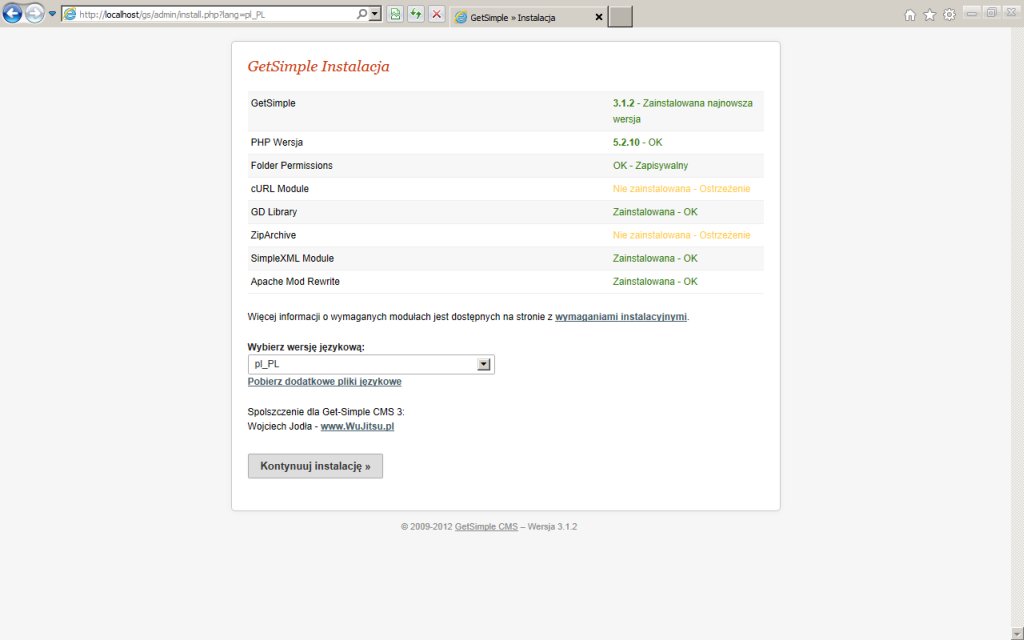 http://localhost/gs/admin/install.php?lang=pl_PL
GetSimple » Instalacja
GetSimple Instalacja
GetSimple 3.1.2 - Zainstalowana najnowsza
wersja
PHP Wersja 5.2.10 - OK
Folder Permissions OK - Zapisywalny
cURL Module Nie zainstalowana - Ostrzeżenie
GD Library Zainstalowana - OK
ZipArchive Nie zainstalowana - Ostrzeżenie
SimpleXML Module Zainstalowana - OK
Apache Mod Rewrite Zainstalowana - OK
Więcej informacji o wymaganych modułach jest dostępnych na stronie z wymaganiami instalacyjnymi.
Wybierz wersję językową:
pl_PL
Pobierz dodatkowe pliki językowe
Spolszczenie dla Get-Simple CMS 3:
Wojciech Jodła - www.WuJitsu.pl
Kontynuuj instalację »
© 2009-2012 GetSimple CMS – Wersja 3.1.2